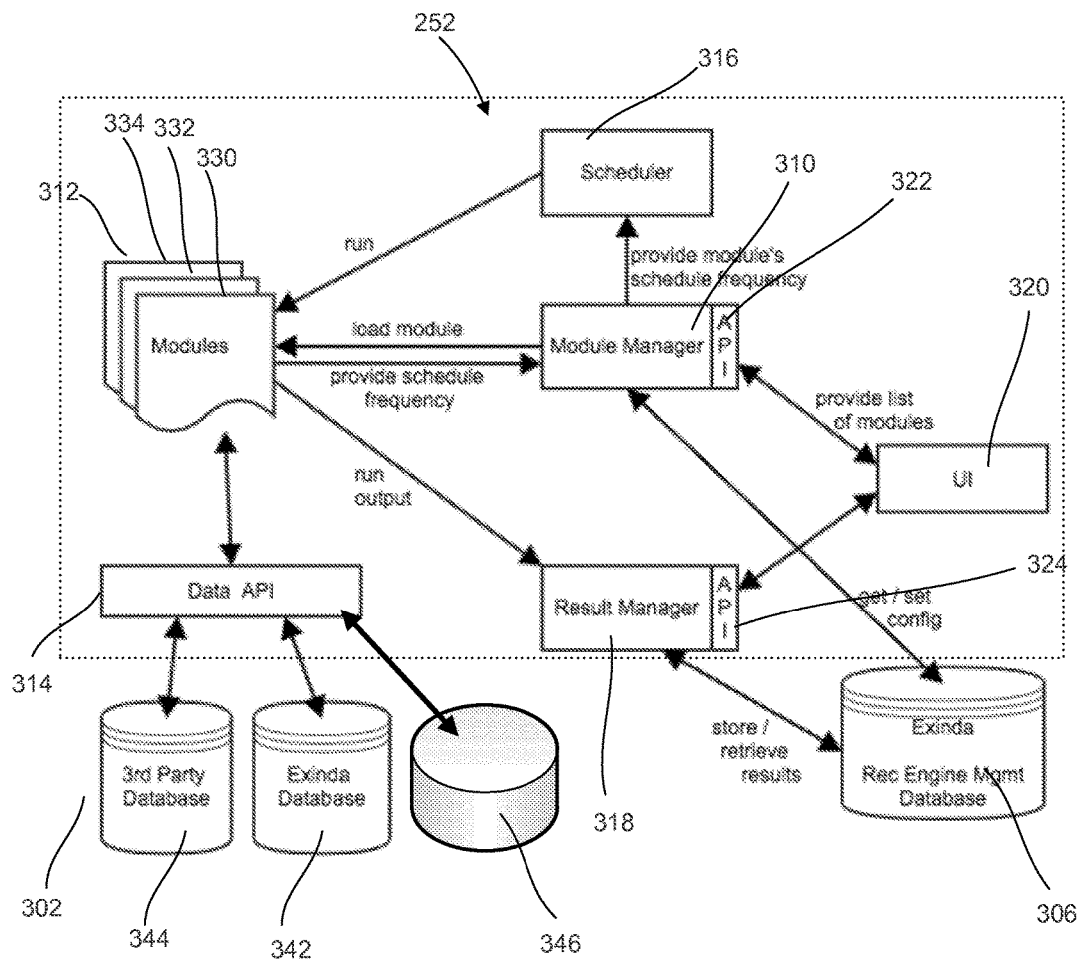 252
316
334
332
330
312
Scheduler
310
322
run
provide module's
schedule frequency
320
load module
Modules
Module Manager
API
provide schedule
frequency
provide list
of modules
UI
run
output
324
Data API
Result Manager
API
get / set
config
314
Exinda
store /
retrieve
results
3rd Party
Database
Exinda
Database
Rec Engine Mgmt
Database
318
302
344
342
346
306